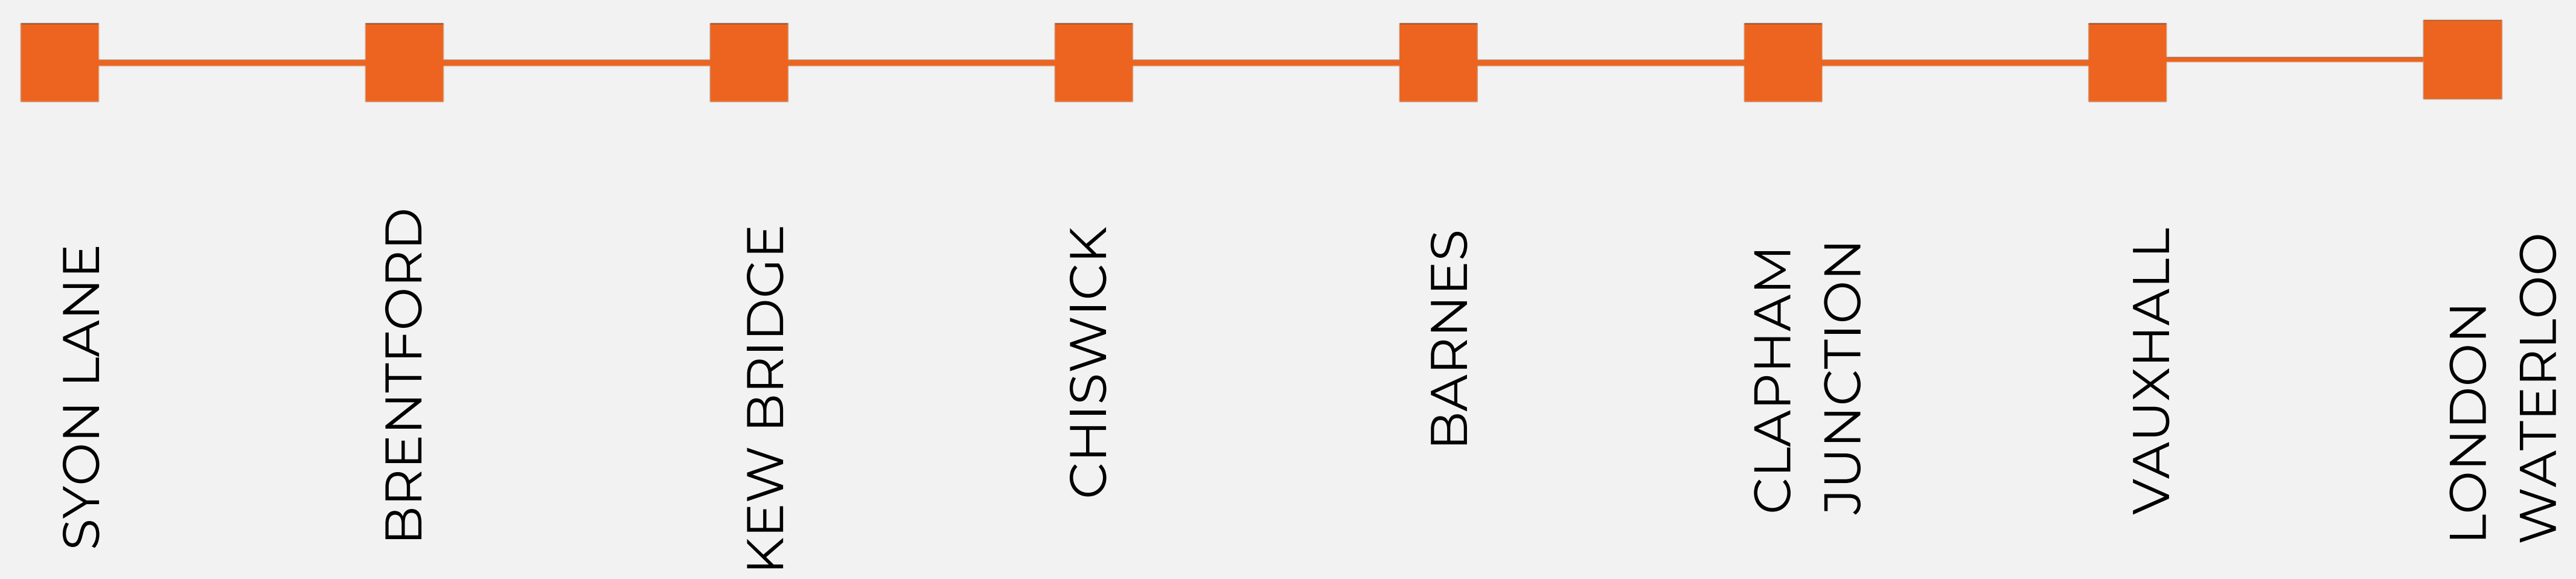 SYON LANE
BRENTFORD
KEW BRIDGE
CHISWICK
BARNES
CLAPHAM
JUNCTION
VAUXHALL
LONDON
WATERLOO